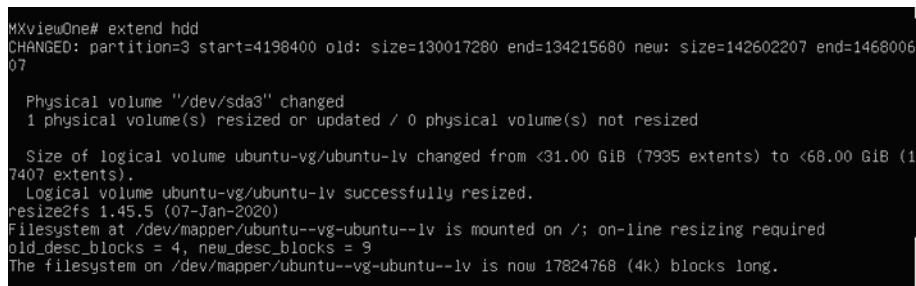 MXviewOne# extend hdd
CHANGED: partition=3 start=4198400 old: size=130017280 end=134215680 new: size=142602207 end=1468006
07
Physical volume "/dev/sda3" changed
1 physical volume(s) resized or updated / 0 physical volume(s) not resized
Size of logical volume ubuntu-vg/ubuntu-lv changed from <31.00 GiB (7935 extents) to <68.00 GiB (1
7407 extents).
Logical volume ubuntu-vg/ubuntu-lv successfully resized.
resize2fs 1.45.5 (07-Jan-2020)
Filesystem at /dev/mapper/ubuntu--vg-ubuntu--lv is mounted on /; on-line resizing required
old_desc_blocks = 4, new_desc_blocks = 9
The filesystem on /dev/mapper/ubuntu--vg-ubuntu--lv is now 17824768 (4k) blocks long.